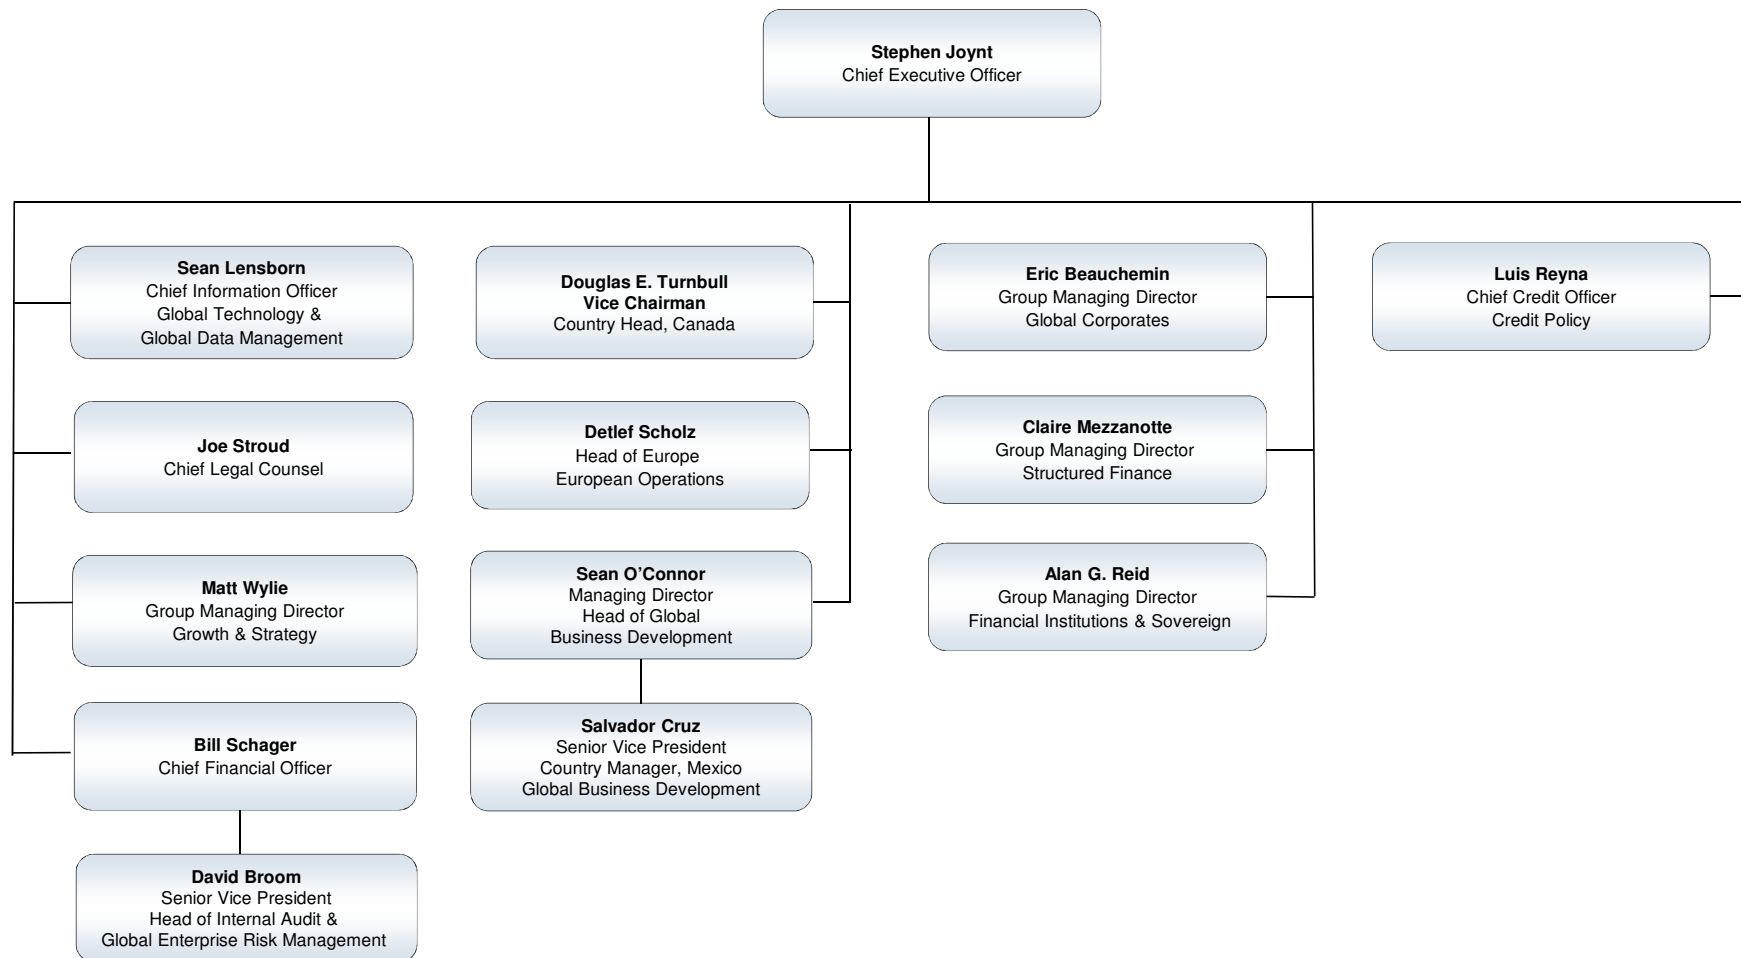 Stephen Joynt
Chief Executive Officer
Sean Lensborn
Chief Information Officer
Global Technology &
Global Data Management
Douglas E. Turnbull
Vice Chairman
Country Head, Canada
Eric Beauchemin
Group Managing Director
Global Corporates
Luis Reyna
Chief Credit Officer
Credit Policy
Joe Stroud
Chief Legal Counsel
Detlef Scholz
Head of Europe
European Operations
Claire Mezzanotte
Group Managing Director
Structured Finance
Matt Wylie
Group Managing Director
Growth & Strategy
Sean O’Connor
Managing Director
Head of Global
Business Development
Alan G. Reid
Group Managing Director
Financial Institutions & Sovereign
Bill Schager
Chief Financial Officer
Salvador Cruz
Senior Vice President
Country Manager, Mexico
Global Business Development
David Broom
Senior Vice President
Head of Internal Audit &
Global Enterprise Risk Management